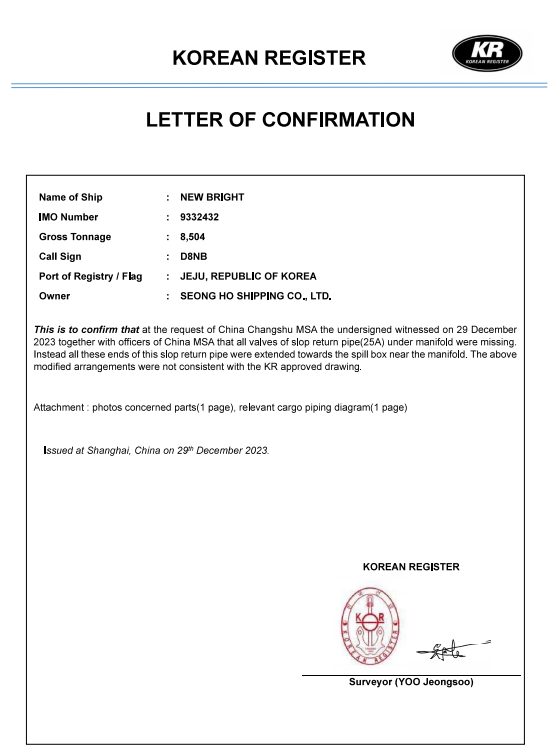 KOREAN REGISTER
KR
KOREAN REGISTER
LETTER OF CONFIRMATION
Name of Ship : NEW BRIGHT
IMO Number : 9332432
Gross Tonnage : 8,504
Call Sign : D8NB
Port of Registry / Flag : JEJU, REPUBLIC OF KOREA
Owner : SEONG HO SHIPPING CO., LTD.
This is to confirm that at the request of China Changshu MSA the undersigned witnessed on 29 December
2023 together with officers of China MSA that all valves of slop return pipe(25A) under manifold were missing.
Instead all these ends of this slop return pipe were extended towards the spill box near the manifold. The above
modified arrangements were not consistent with the KR approved drawing.
Attachment : photos concerned parts(1 page), relevant cargo piping diagram(1 page)
Issued at Shanghai, China on 29th December 2023.
KOREAN REGISTER
K R
KOREAN REGISTER
Surveyor (YOO Jeongsoo)